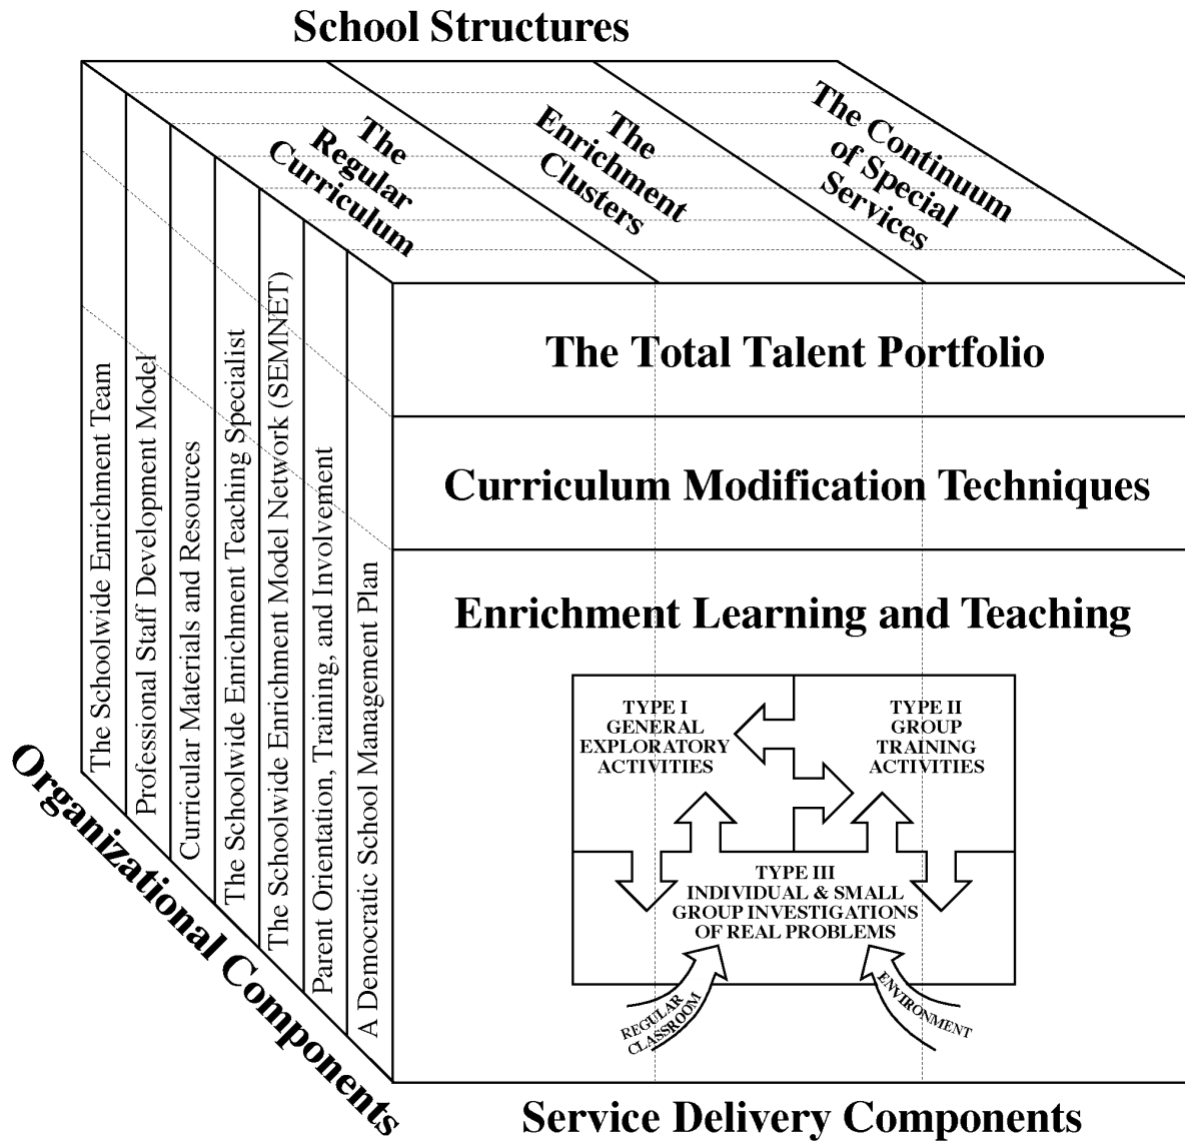 School Structures
The
Regular
Curriculum
The
Enrichment
Clusters
The Continuum
of Special
Services
The Total Talent Portfolio
Curriculum Modification Techniques
Enrichment Learning and Teaching
TYPE I
GENERAL
EXPLORATORY
ACTIVITIES
TYPE II
GROUP
TRAINING
ACTIVITIES
TYPE III
INDIVIDUAL & SMALL
GROUP INVESTIGATIONS
OF REAL PROBLEMS
REGULAR
CLASSROOM
ENVIRONMENT
The Schoolwide Enrichment Team
Professional Staff Development Model
Curricular Materials and Resources
The Schoolwide Enrichment Teaching Specialist
The Schoolwide Enrichment Model Network (SEMNET)
Parent Orientation, Training, and Involvement
A Democratic School Management Plan
Organizational Components
Service Delivery Components